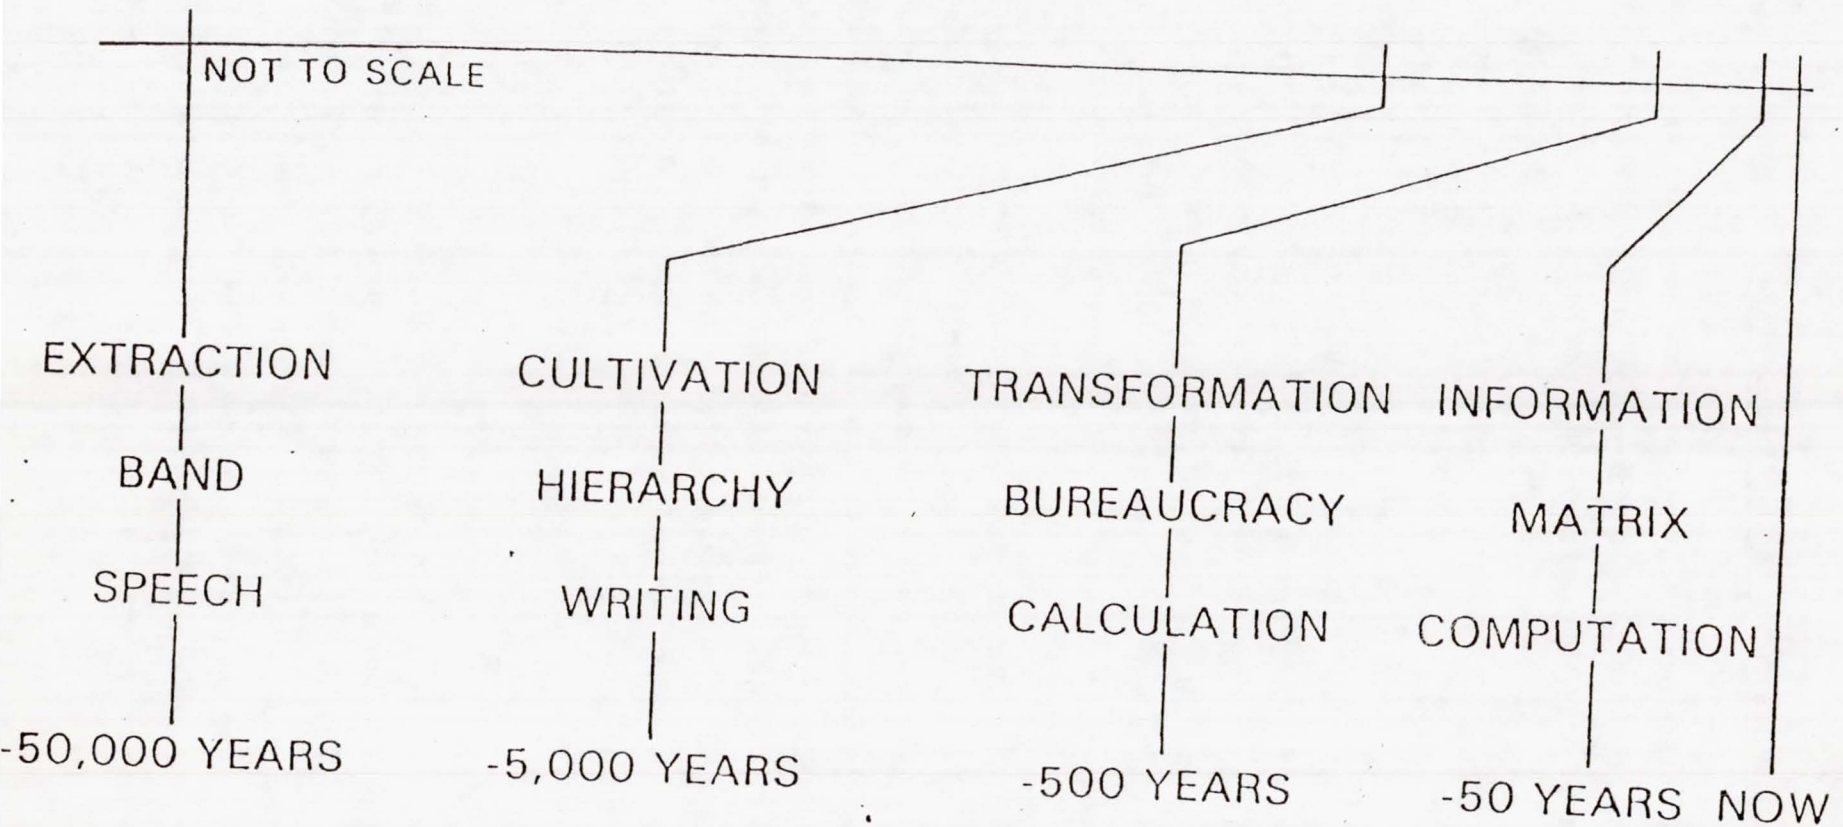 NOT TO SCALE
EXTRACTION CULTIVATION TRANSFORMATION INFORMATION
BAND HIERARCHY BUREAUCRACY MATRIX
SPEECH WRITING CALCULATION COMPUTATION
-50,000 YEARS -5,000 YEARS -500 YEARS -50 YEARS NOW